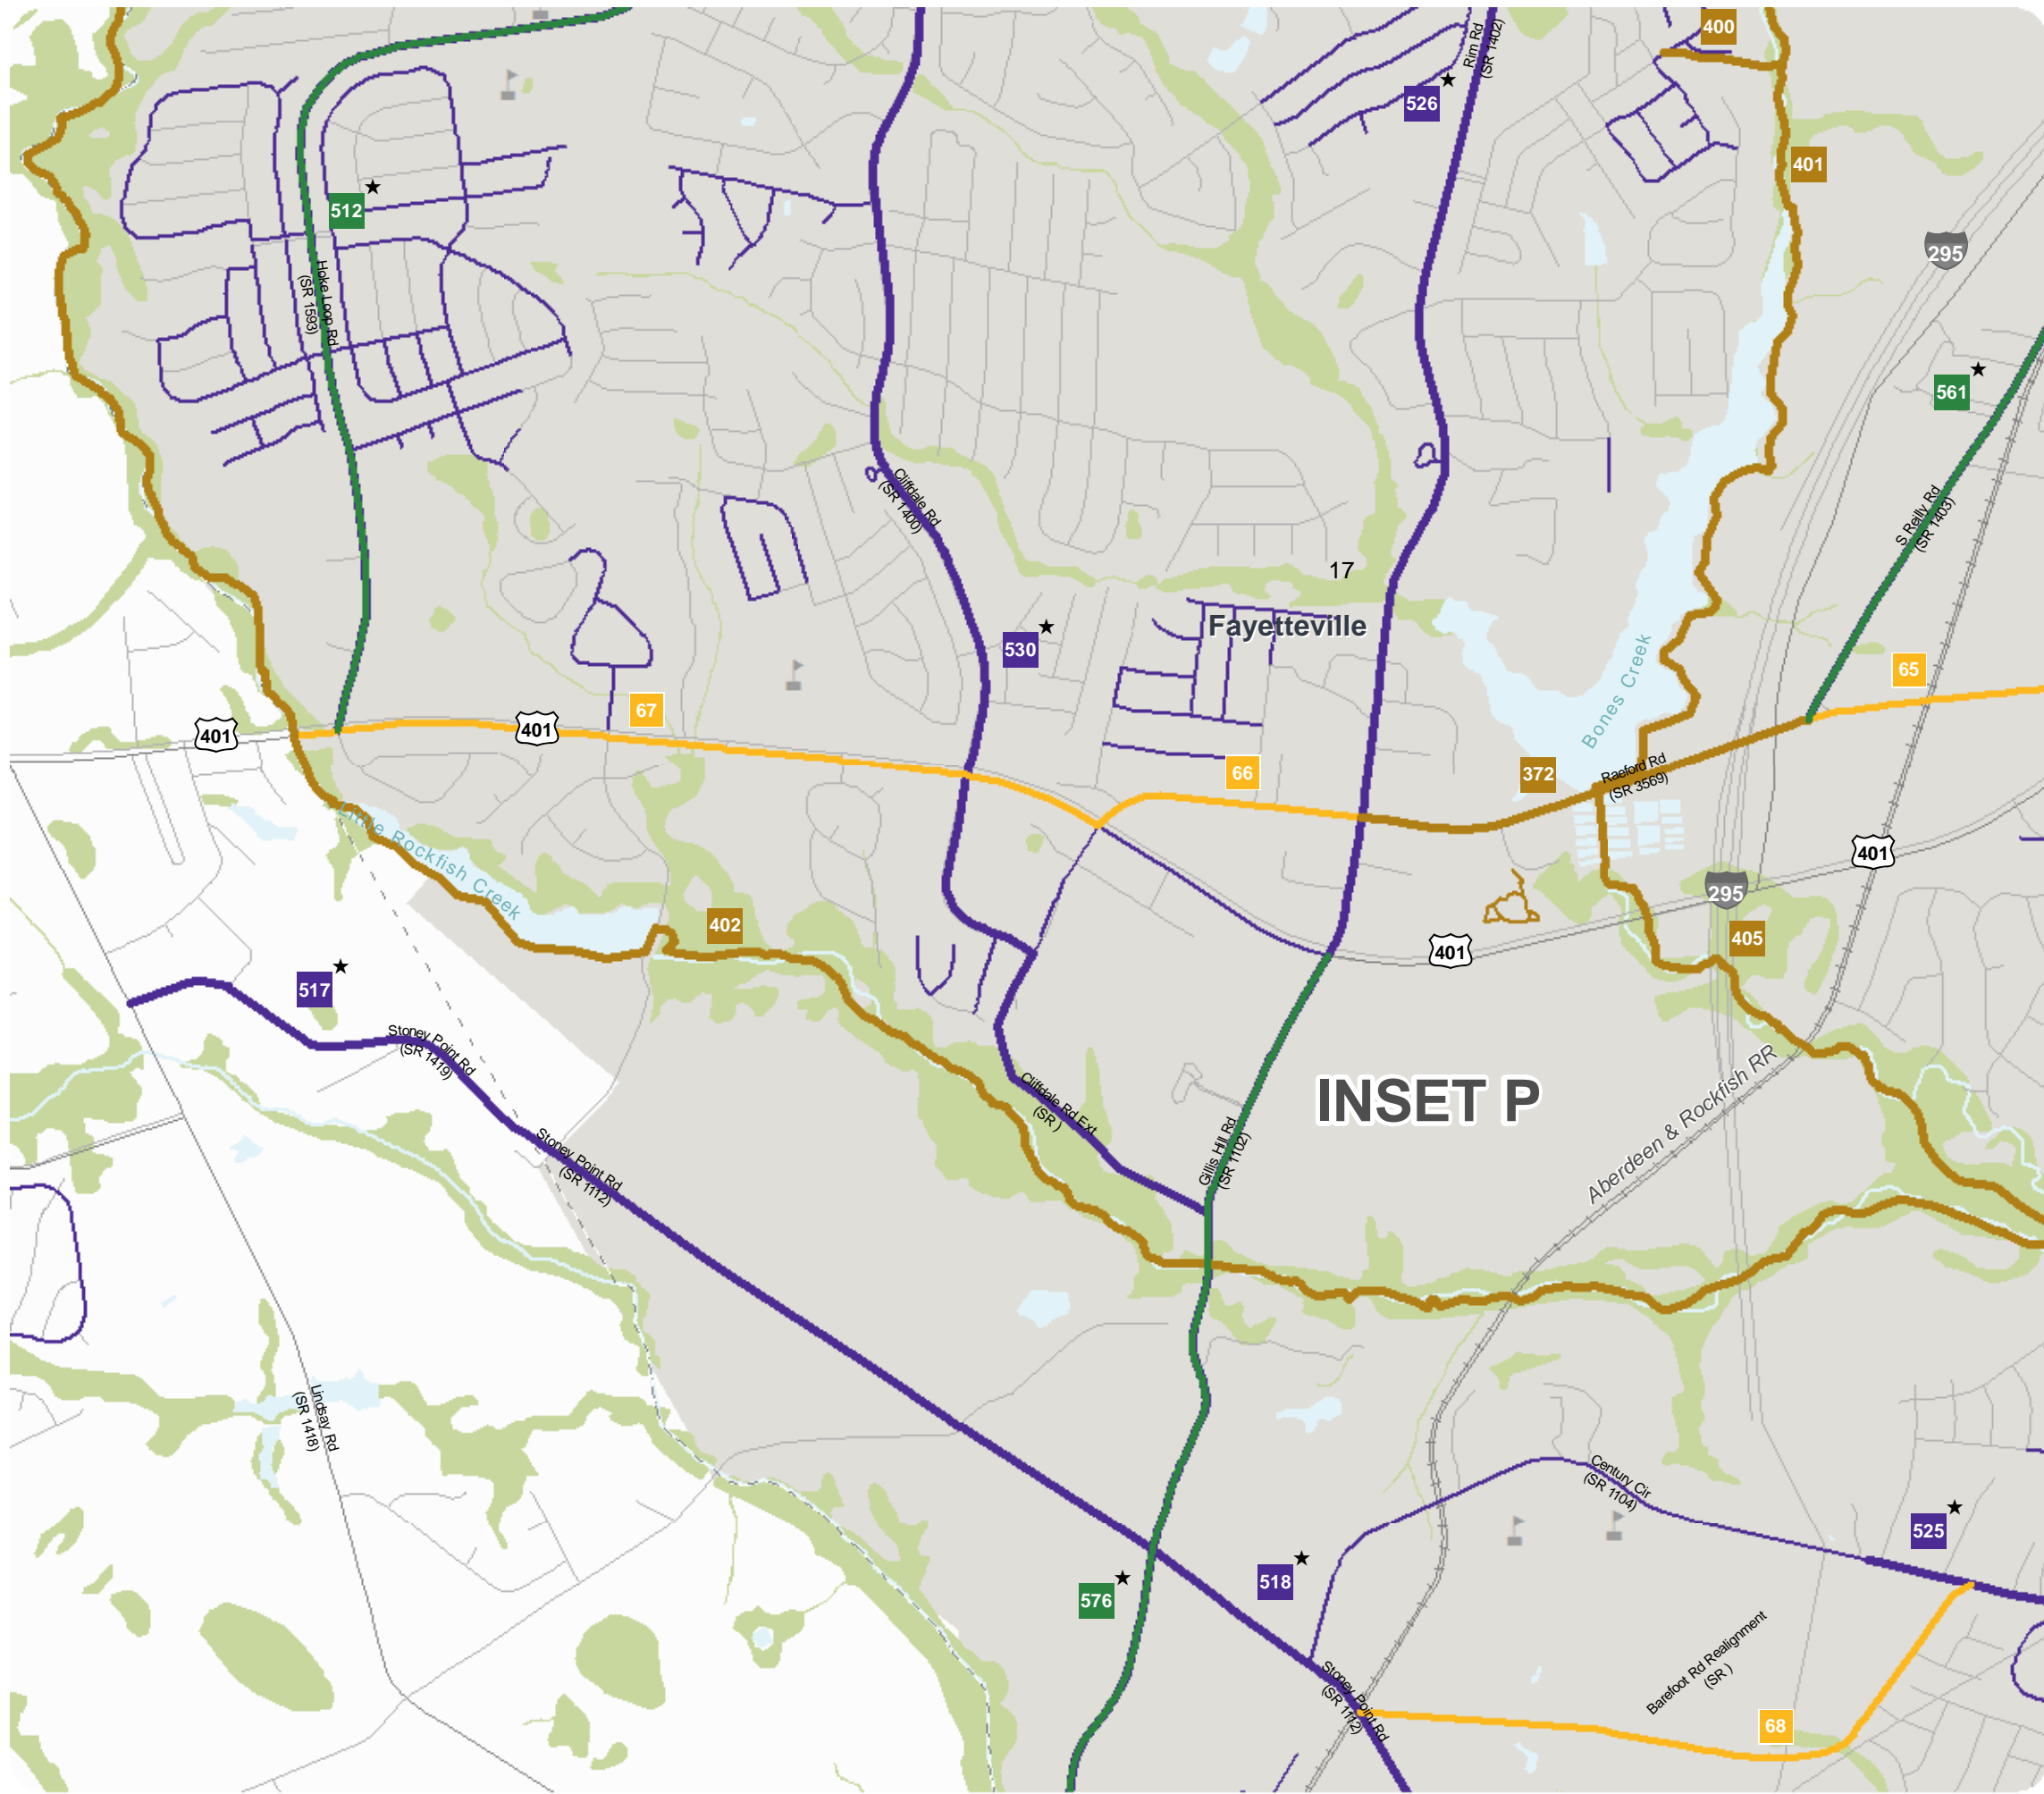 400
Rim Rd
(SR 1402)
526
401
512
295
Hoke Loop Rd
(SR 1593)
561
Cliffdale Rd
(SR 1400)
S Reilly Rd
(SR 1403)
17
Fayetteville
530
65
67
401
401
Bones Creek
66
372
Raeford Rd
(SR 3569)
Little Rockfish Creek
401
295
402
405
401
517
Stoney Point Rd
(SR 1419)
INSET P
Cliffdale Rd Ext
(SR )
Aberdeen & Rockfish RR
Gillis Hill Rd
(SR 1102)
Stoney Point Rd
(SR 1112)
Lindsay Rd
(SR 1418)
Century Cir
(SR 1104)
525
518
576
Barefoot Rd Realignment
(SR )
Stoney Point Rd
(SR 1112)
68